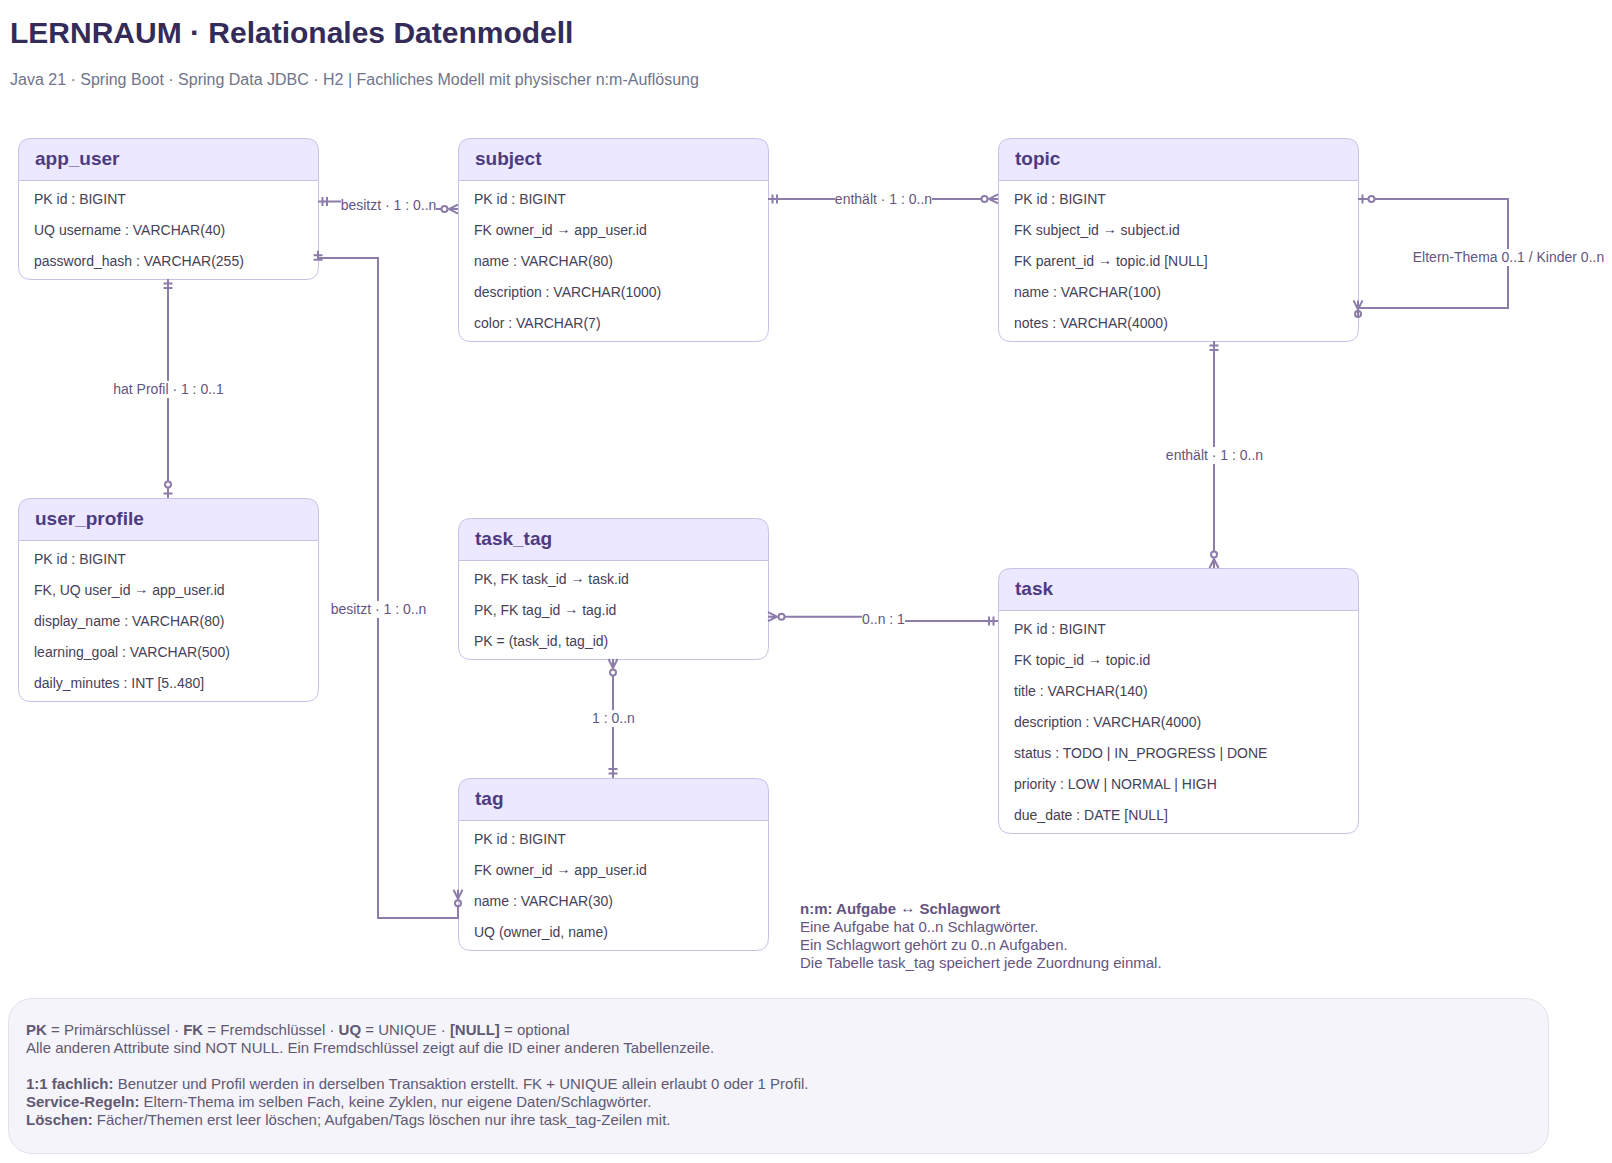 LERNRAUM · Relationales Datenmodell
Java 21 · Spring Boot · Spring Data JDBC · H2 | Fachliches Modell mit physischer n:m-Auflösung
app_user
PK id : BIGINT
UQ username : VARCHAR(40)
password_hash : VARCHAR(255)
besitzt · 1 : 0..n
subject
PK id : BIGINT
FK owner_id → app_user.id
name : VARCHAR(80)
description : VARCHAR(1000)
color : VARCHAR(7)
enthält · 1 : 0..n
topic
PK id : BIGINT
FK subject_id → subject.id
FK parent_id → topic.id [NULL]
name : VARCHAR(100)
notes : VARCHAR(4000)
Eltern-Thema 0..1 / Kinder 0..n
hat Profil · 1 : 0..1
enthält · 1 : 0..n
user_profile
PK id : BIGINT
FK, UQ user_id → app_user.id
display_name : VARCHAR(80)
learning_goal : VARCHAR(500)
daily_minutes : INT [5..480]
besitzt · 1 : 0..n
task_tag
PK, FK task_id → task.id
PK, FK tag_id → tag.id
PK = (task_id, tag_id)
0..n : 1
task
PK id : BIGINT
FK topic_id → topic.id
title : VARCHAR(140)
description : VARCHAR(4000)
status : TODO | IN_PROGRESS | DONE
priority : LOW | NORMAL | HIGH
due_date : DATE [NULL]
1 : 0..n
tag
PK id : BIGINT
FK owner_id → app_user.id
name : VARCHAR(30)
UQ (owner_id, name)
n:m: Aufgabe ↔ Schlagwort
Eine Aufgabe hat 0..n Schlagwörter.
Ein Schlagwort gehört zu 0..n Aufgaben.
Die Tabelle task_tag speichert jede Zuordnung einmal.
PK = Primärschlüssel · FK = Fremdschlüssel · UQ = UNIQUE · [NULL] = optional
Alle anderen Attribute sind NOT NULL. Ein Fremdschlüssel zeigt auf die ID einer anderen Tabellenzeile.
1:1 fachlich: Benutzer und Profil werden in derselben Transaktion erstellt. FK + UNIQUE allein erlaubt 0 oder 1 Profil.
Service-Regeln: Eltern-Thema im selben Fach, keine Zyklen, nur eigene Daten/Schlagwörter.
Löschen: Fächer/Themen erst leer löschen; Aufgaben/Tags löschen nur ihre task_tag-Zeilen mit.